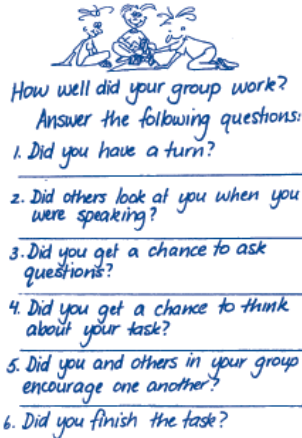 How well did your group work?
Answer the following questions:
1. Did you have a turn?
2. Did others look at you when you
were speaking?
3. Did you get a chance to ask
questions?
4. Did you get a chance to think
about your task?
5. Did you and others in your group
encourage one another?
6. Did you finish the task?